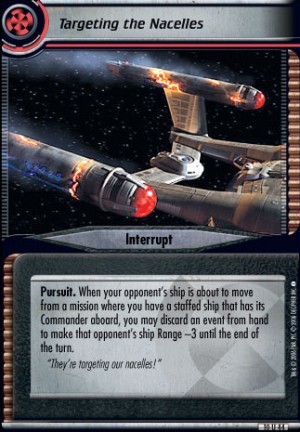 Targeting the Nacelles
Interrupt
Pursuit. When your opponent's ship is about to move
from a mission where you have a staffed ship that has its
Commander aboard, you may discard an event from hand
to make that opponent's ship Range -3 until the end of
the turn.
"They're targeting our nacelles!"
10 U 44